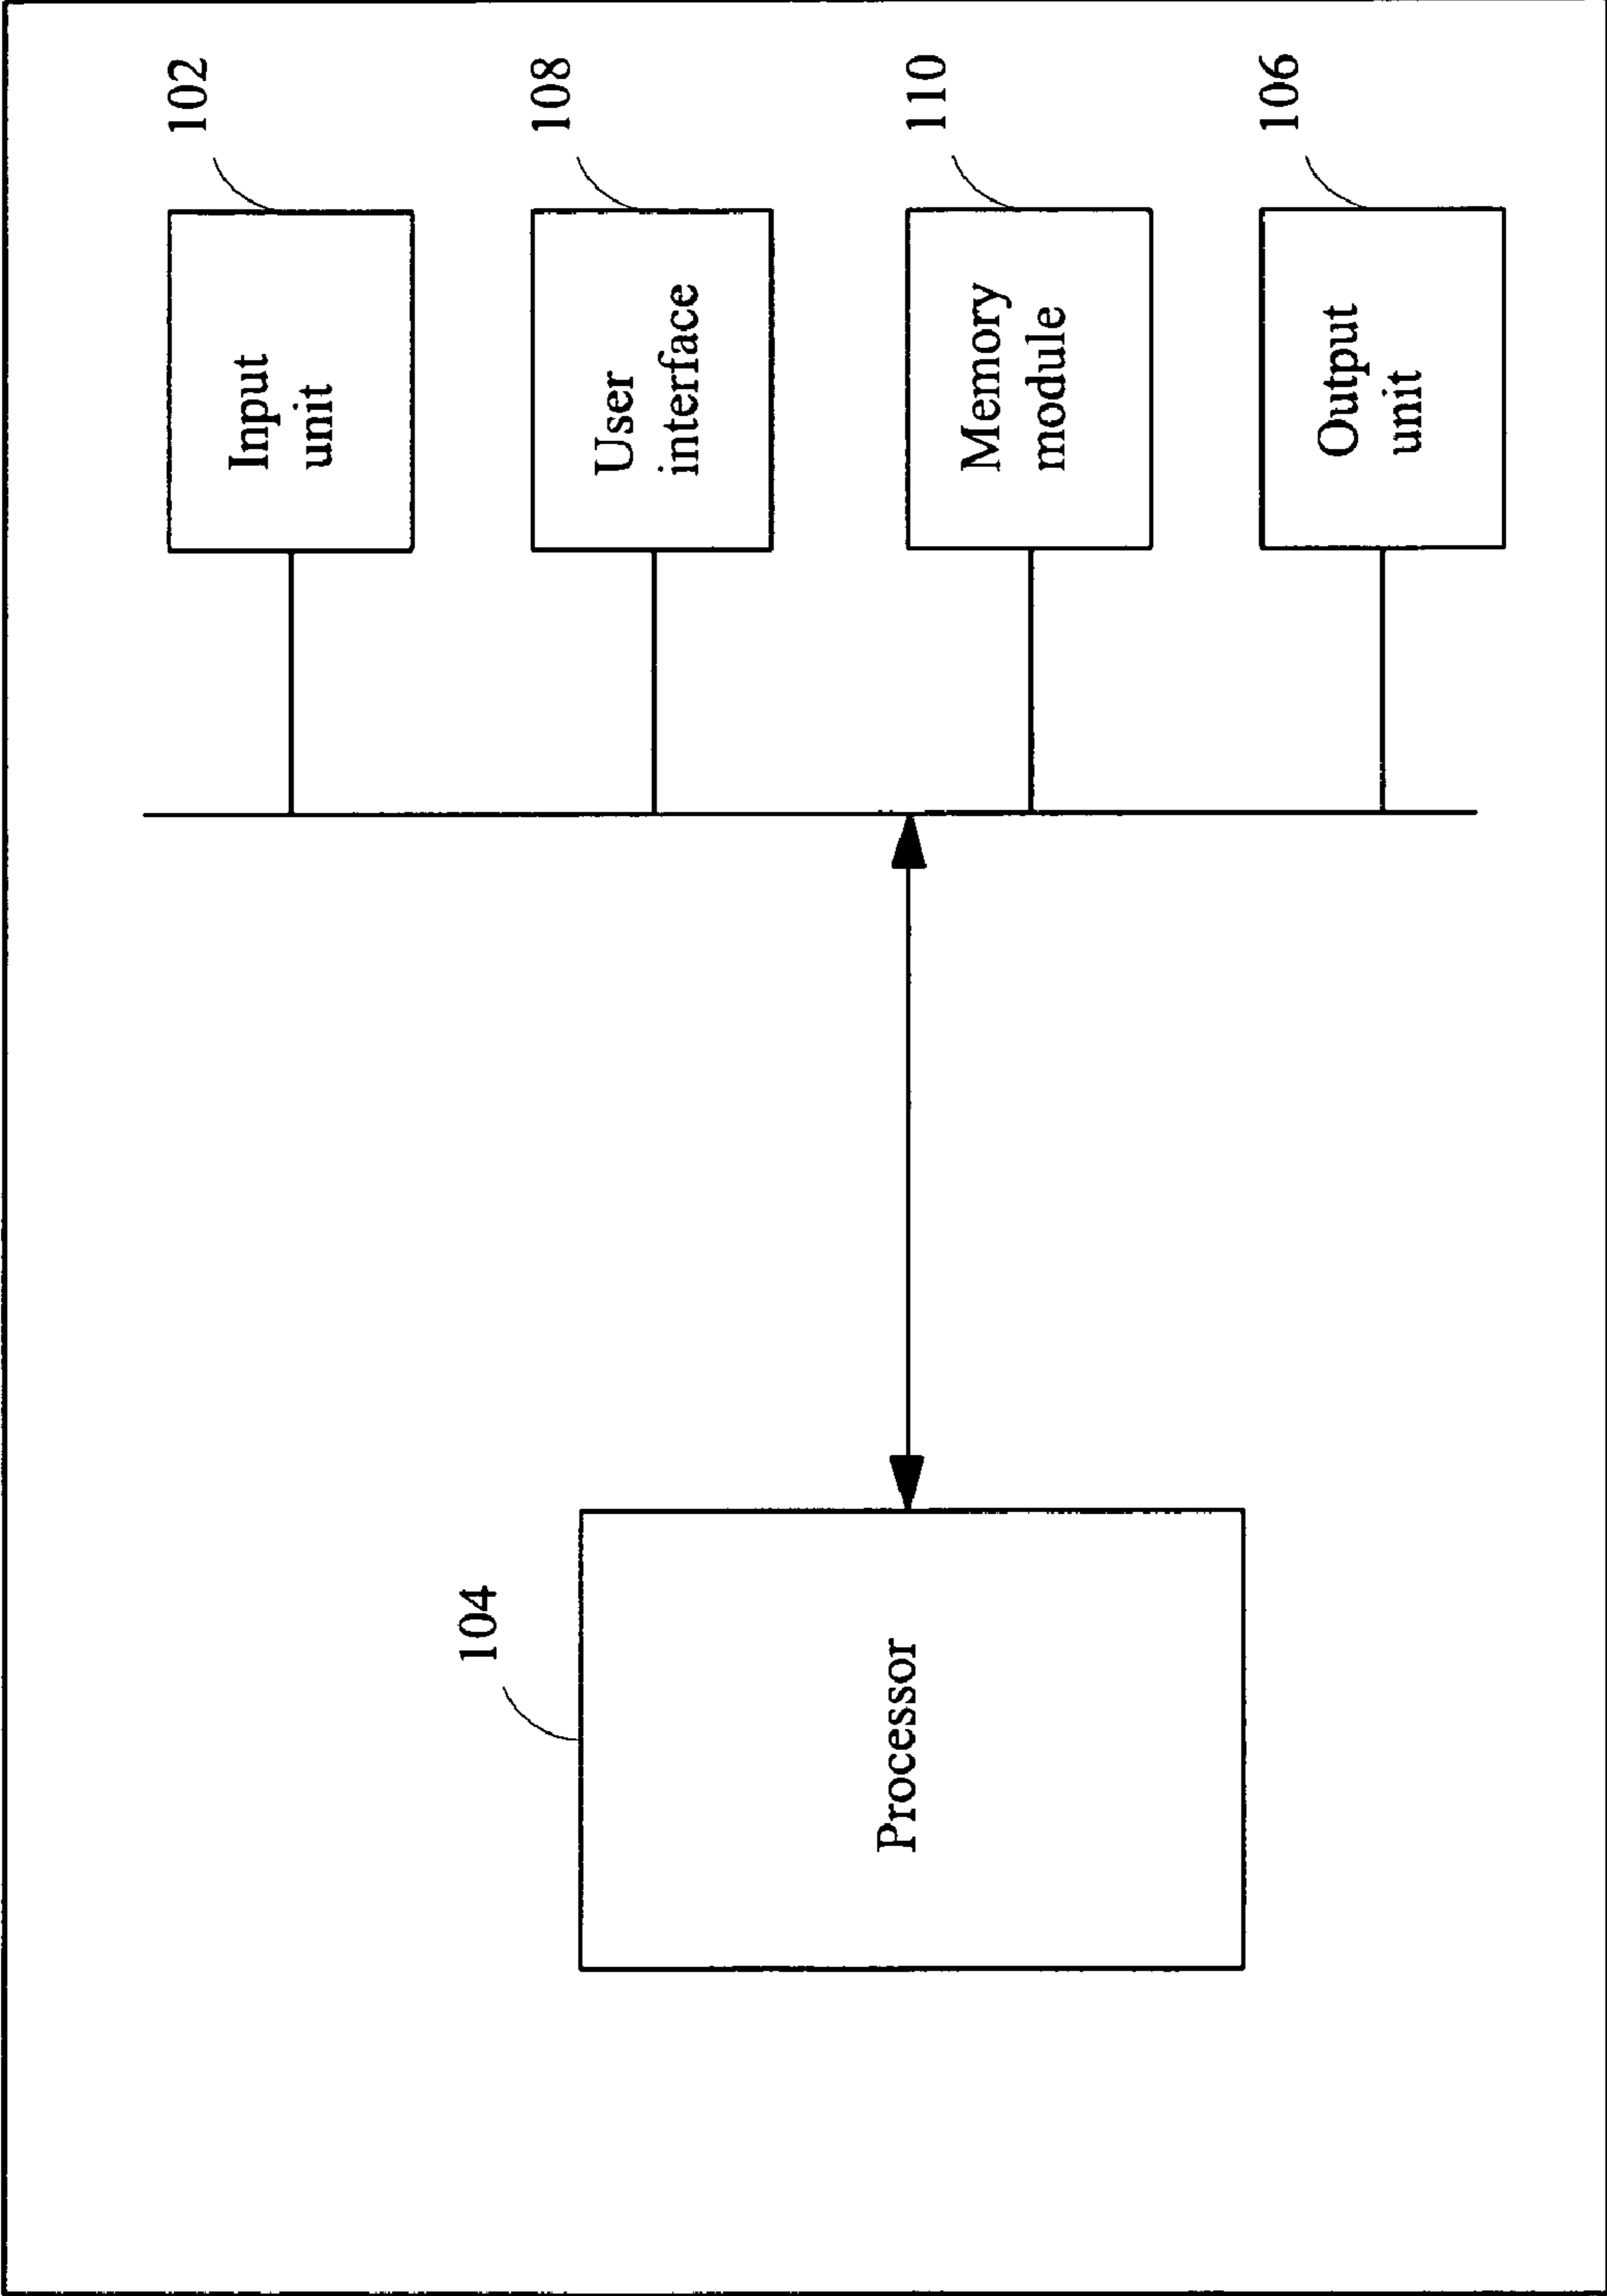 104
Processor
102
Input
unit
108
User
interface
110
Memory
module
106
Output
unit